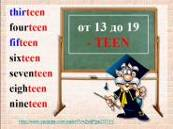 thirteen
fourteen
fifteen
sixteen
seventeen
eighteen
nineteen
от 13 до 19
- TEEN